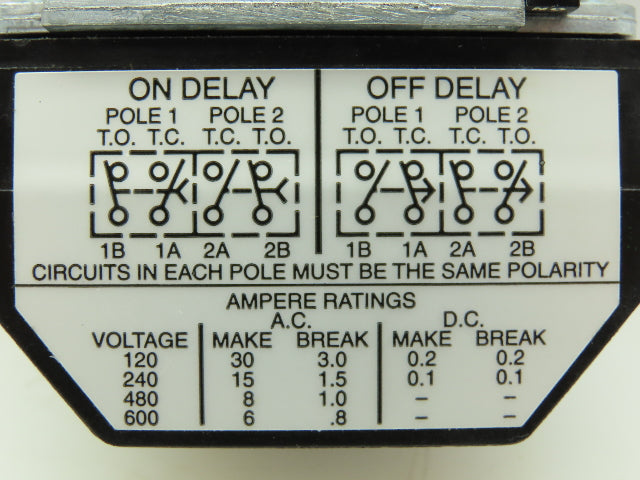 ON DELAY OFF DELAY
POLE 1 POLE 2 POLE 1 POLE 2
T.O. T.C. T.C. T.O. T.O. T.C. T.C. T.O.
1B 1A 2A 2B 1B 1A 2A 2B
CIRCUITS IN EACH POLE MUST BE THE SAME POLARITY
AMPERE RATINGS
A.C. D.C.
VOLTAGE MAKE BREAK MAKE BREAK
120 30 3.0 0.2 0.2
240 15 1.5 0.1 0.1
480 8 1.0 – –
600 6 .8 – –